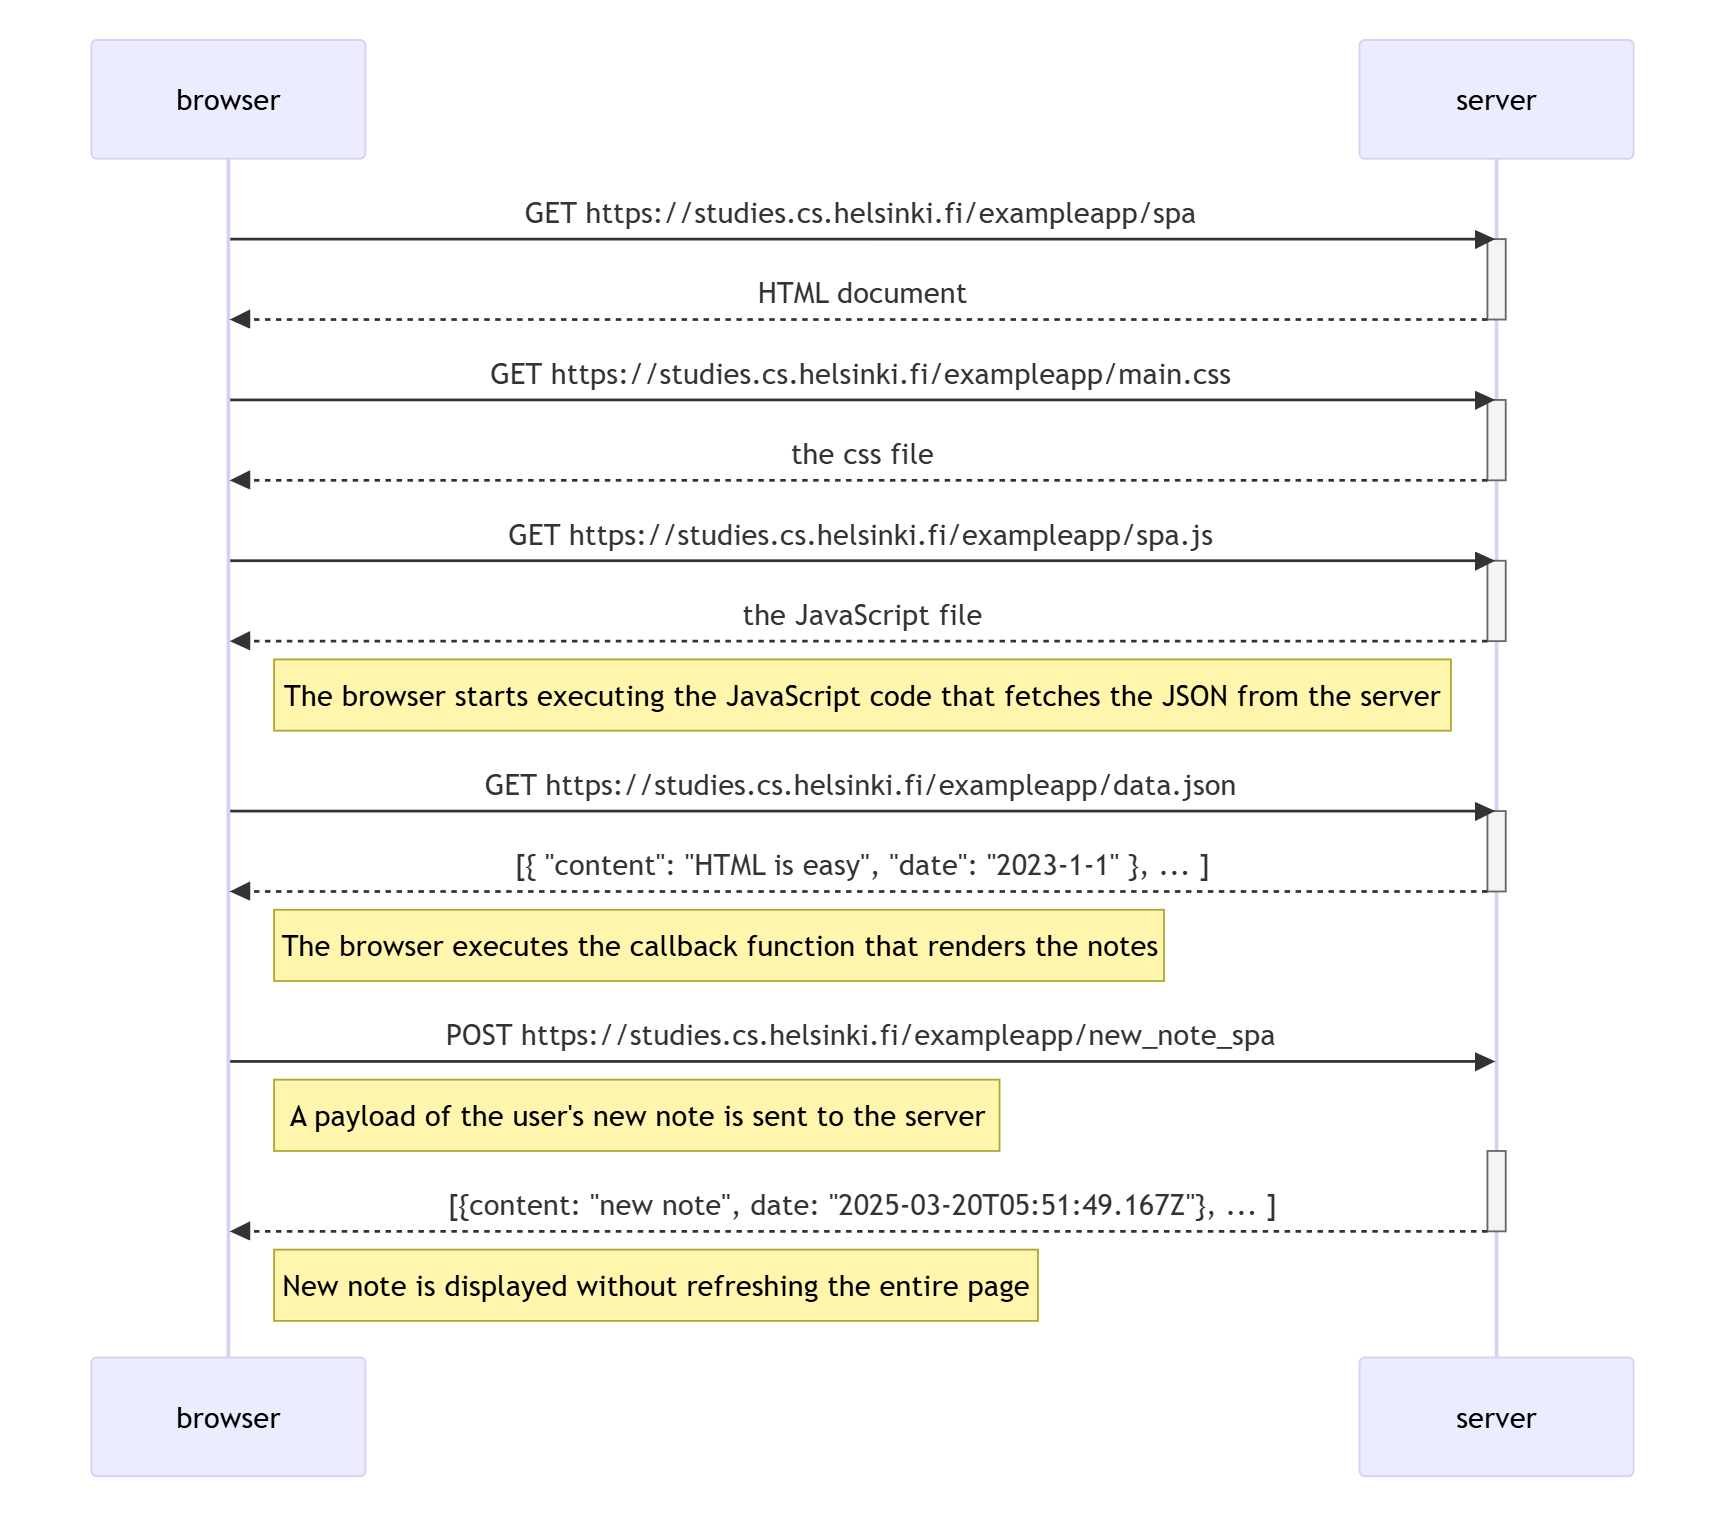 browser
server
GET https://studies.cs.helsinki.fi/exampleapp/spa
HTML document
GET https://studies.cs.helsinki.fi/exampleapp/main.css
the css file
GET https://studies.cs.helsinki.fi/exampleapp/spa.js
the JavaScript file
The browser starts executing the JavaScript code that fetches the JSON from the server
GET https://studies.cs.helsinki.fi/exampleapp/data.json
[{ "content": "HTML is easy", "date": "2023-1-1" }, ... ]
The browser executes the callback function that renders the notes
POST https://studies.cs.helsinki.fi/exampleapp/new_note_spa
A payload of the user's new note is sent to the server
[{content: "new note", date: "2025-03-20T05:51:49.167Z"}, ... ]
New note is displayed without refreshing the entire page
browser
server